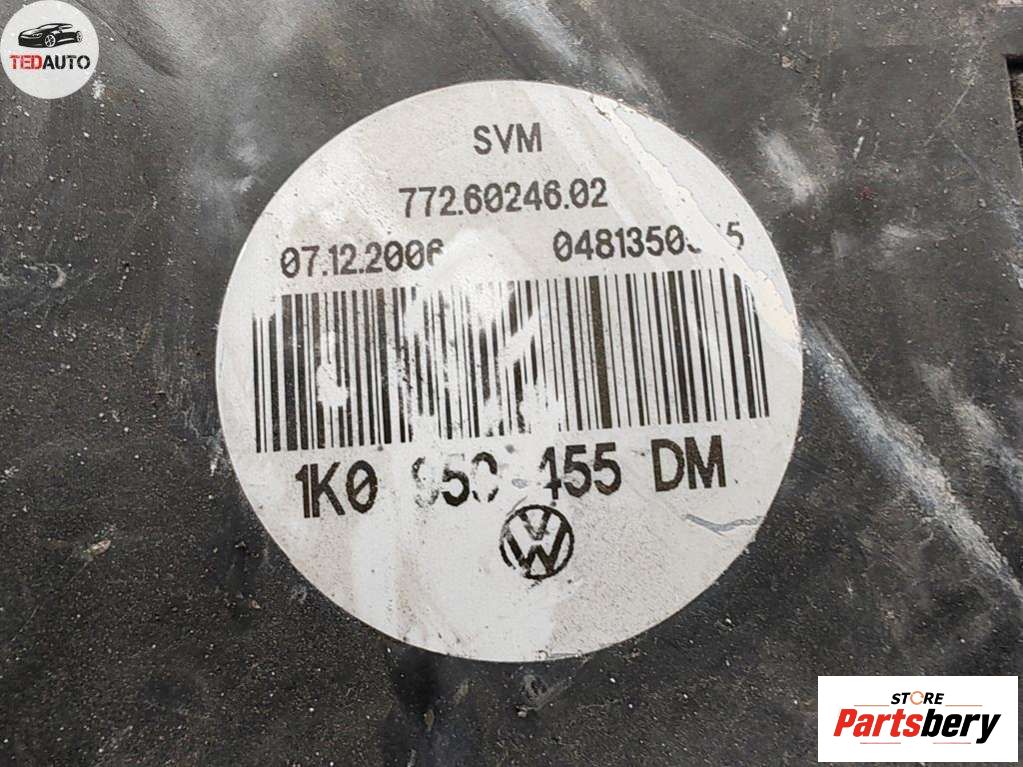 TEDAUTO
SVM
772.60246.02
07.12.2006
1K0 455 DM
STORE
Partsbery